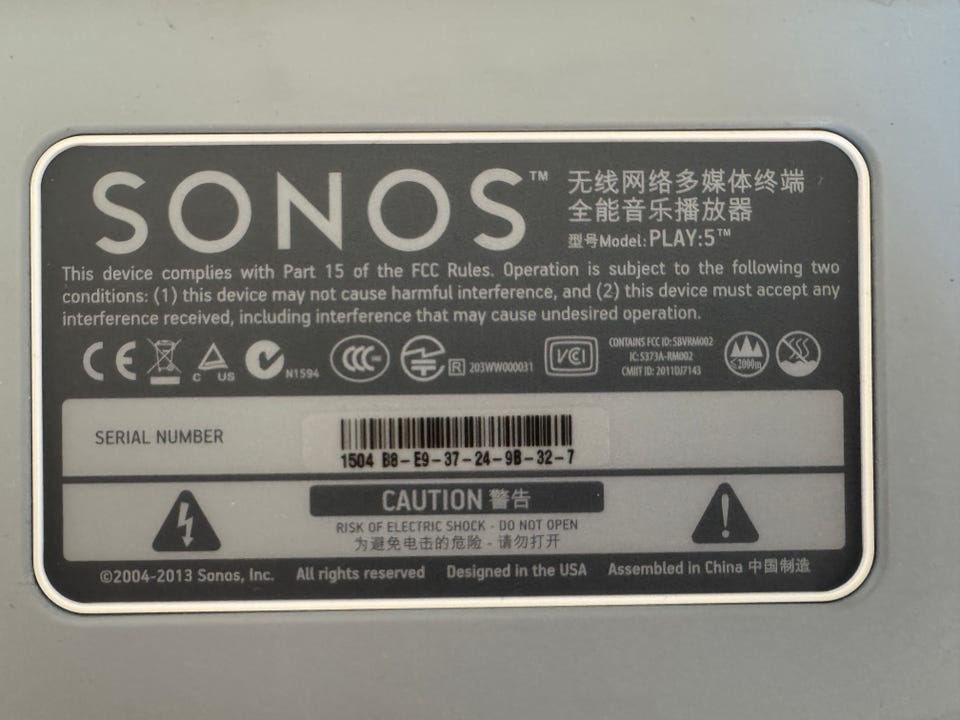 SONOS™
无线网络多媒体终端
全能音乐播放器
型号Model: PLAY:5™
This device complies with Part 15 of the FCC Rules. Operation is subject to the following two
conditions: (1) this device may not cause harmful interference, and (2) this device must accept any
interference received, including interference that may cause undesired operation.
CE C US N1594 CCC R 203WW000031 VCI
CONTAINS FCC ID: SBVRM002
IC: 5373A-RM002
CMIIT ID: 2011DJ7143
≤2000m
SERIAL NUMBER
1504 B8-E9-37-24-9B-32-7
CAUTION 警告
RISK OF ELECTRIC SHOCK - DO NOT OPEN
为避免电击的危险 - 请勿打开
©2004-2013 Sonos, Inc. All rights reserved Designed in the USA Assembled in China 中国制造